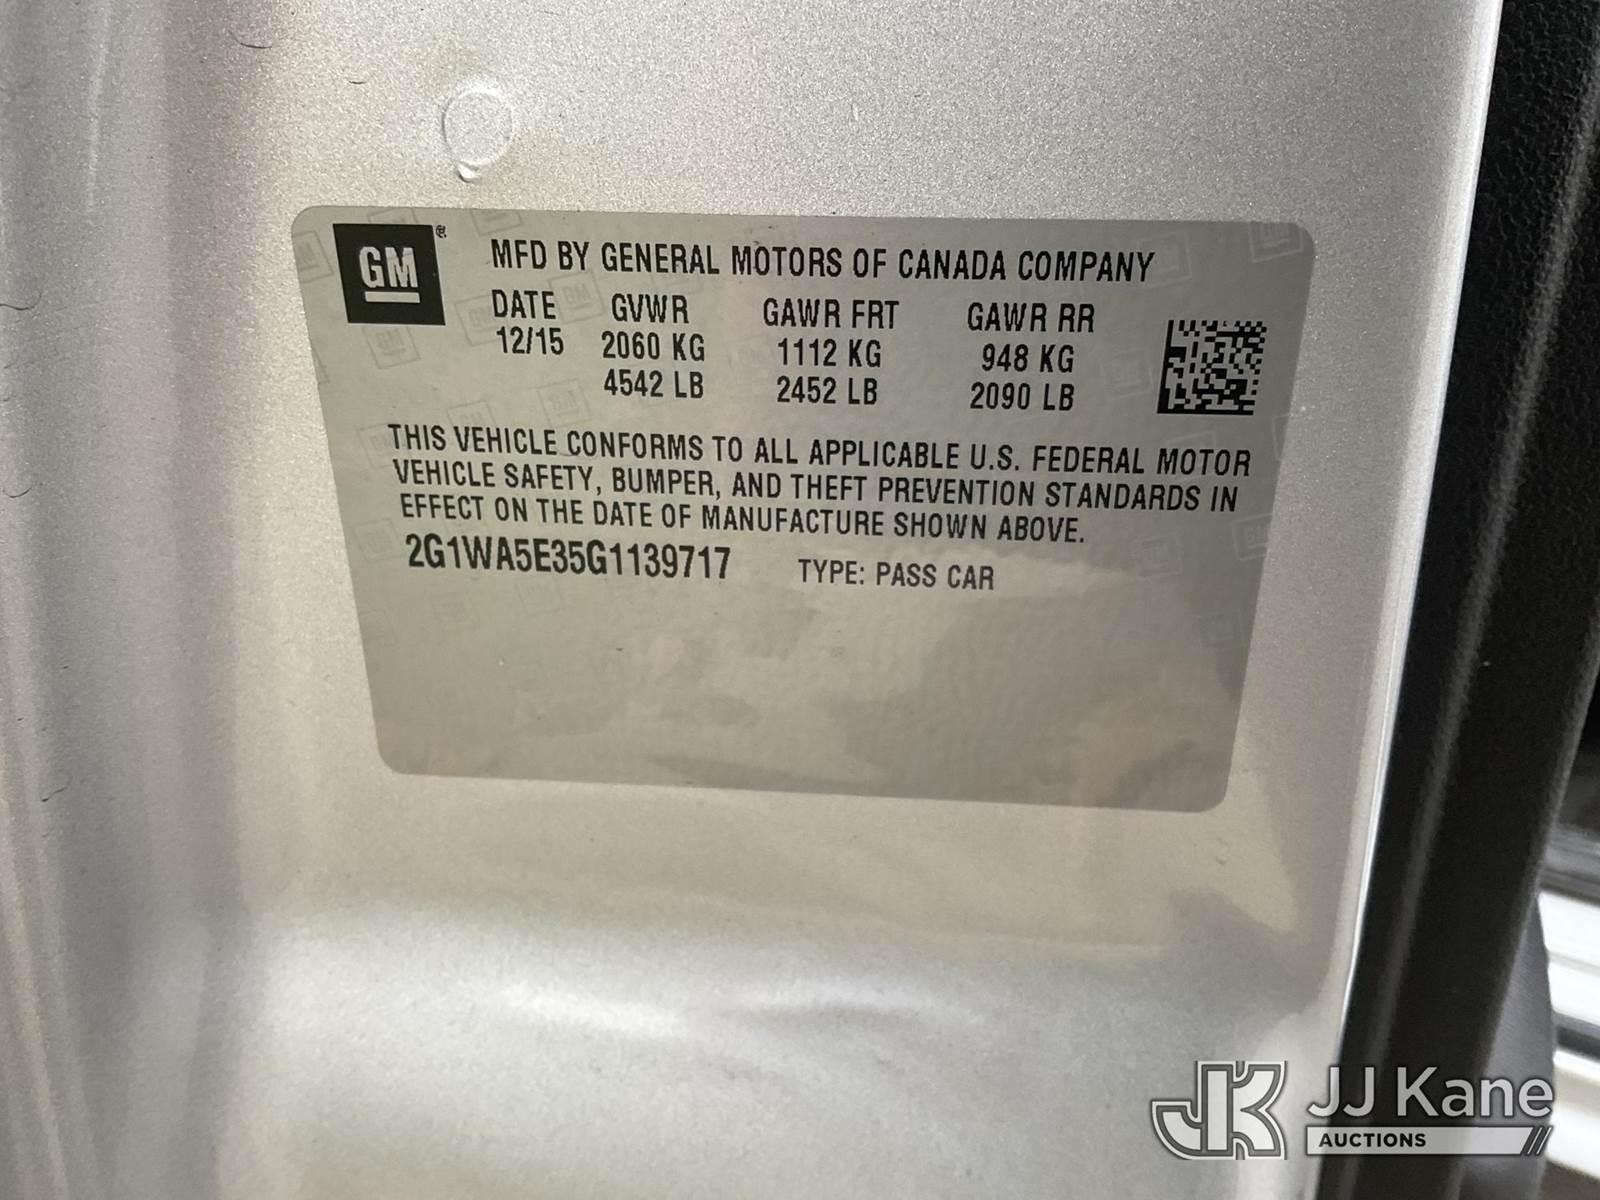 GM
MFD BY GENERAL MOTORS OF CANADA COMPANY
DATE GVWR GAWR FRT GAWR RR
12/15 2060 KG 1112 KG 948 KG
4542 LB 2452 LB 2090 LB
THIS VEHICLE CONFORMS TO ALL APPLICABLE U.S. FEDERAL MOTOR
VEHICLE SAFETY, BUMPER, AND THEFT PREVENTION STANDARDS IN
EFFECT ON THE DATE OF MANUFACTURE SHOWN ABOVE.
2G1WA5E35G1139717 TYPE: PASS CAR
JK JJ Kane
AUCTIONS